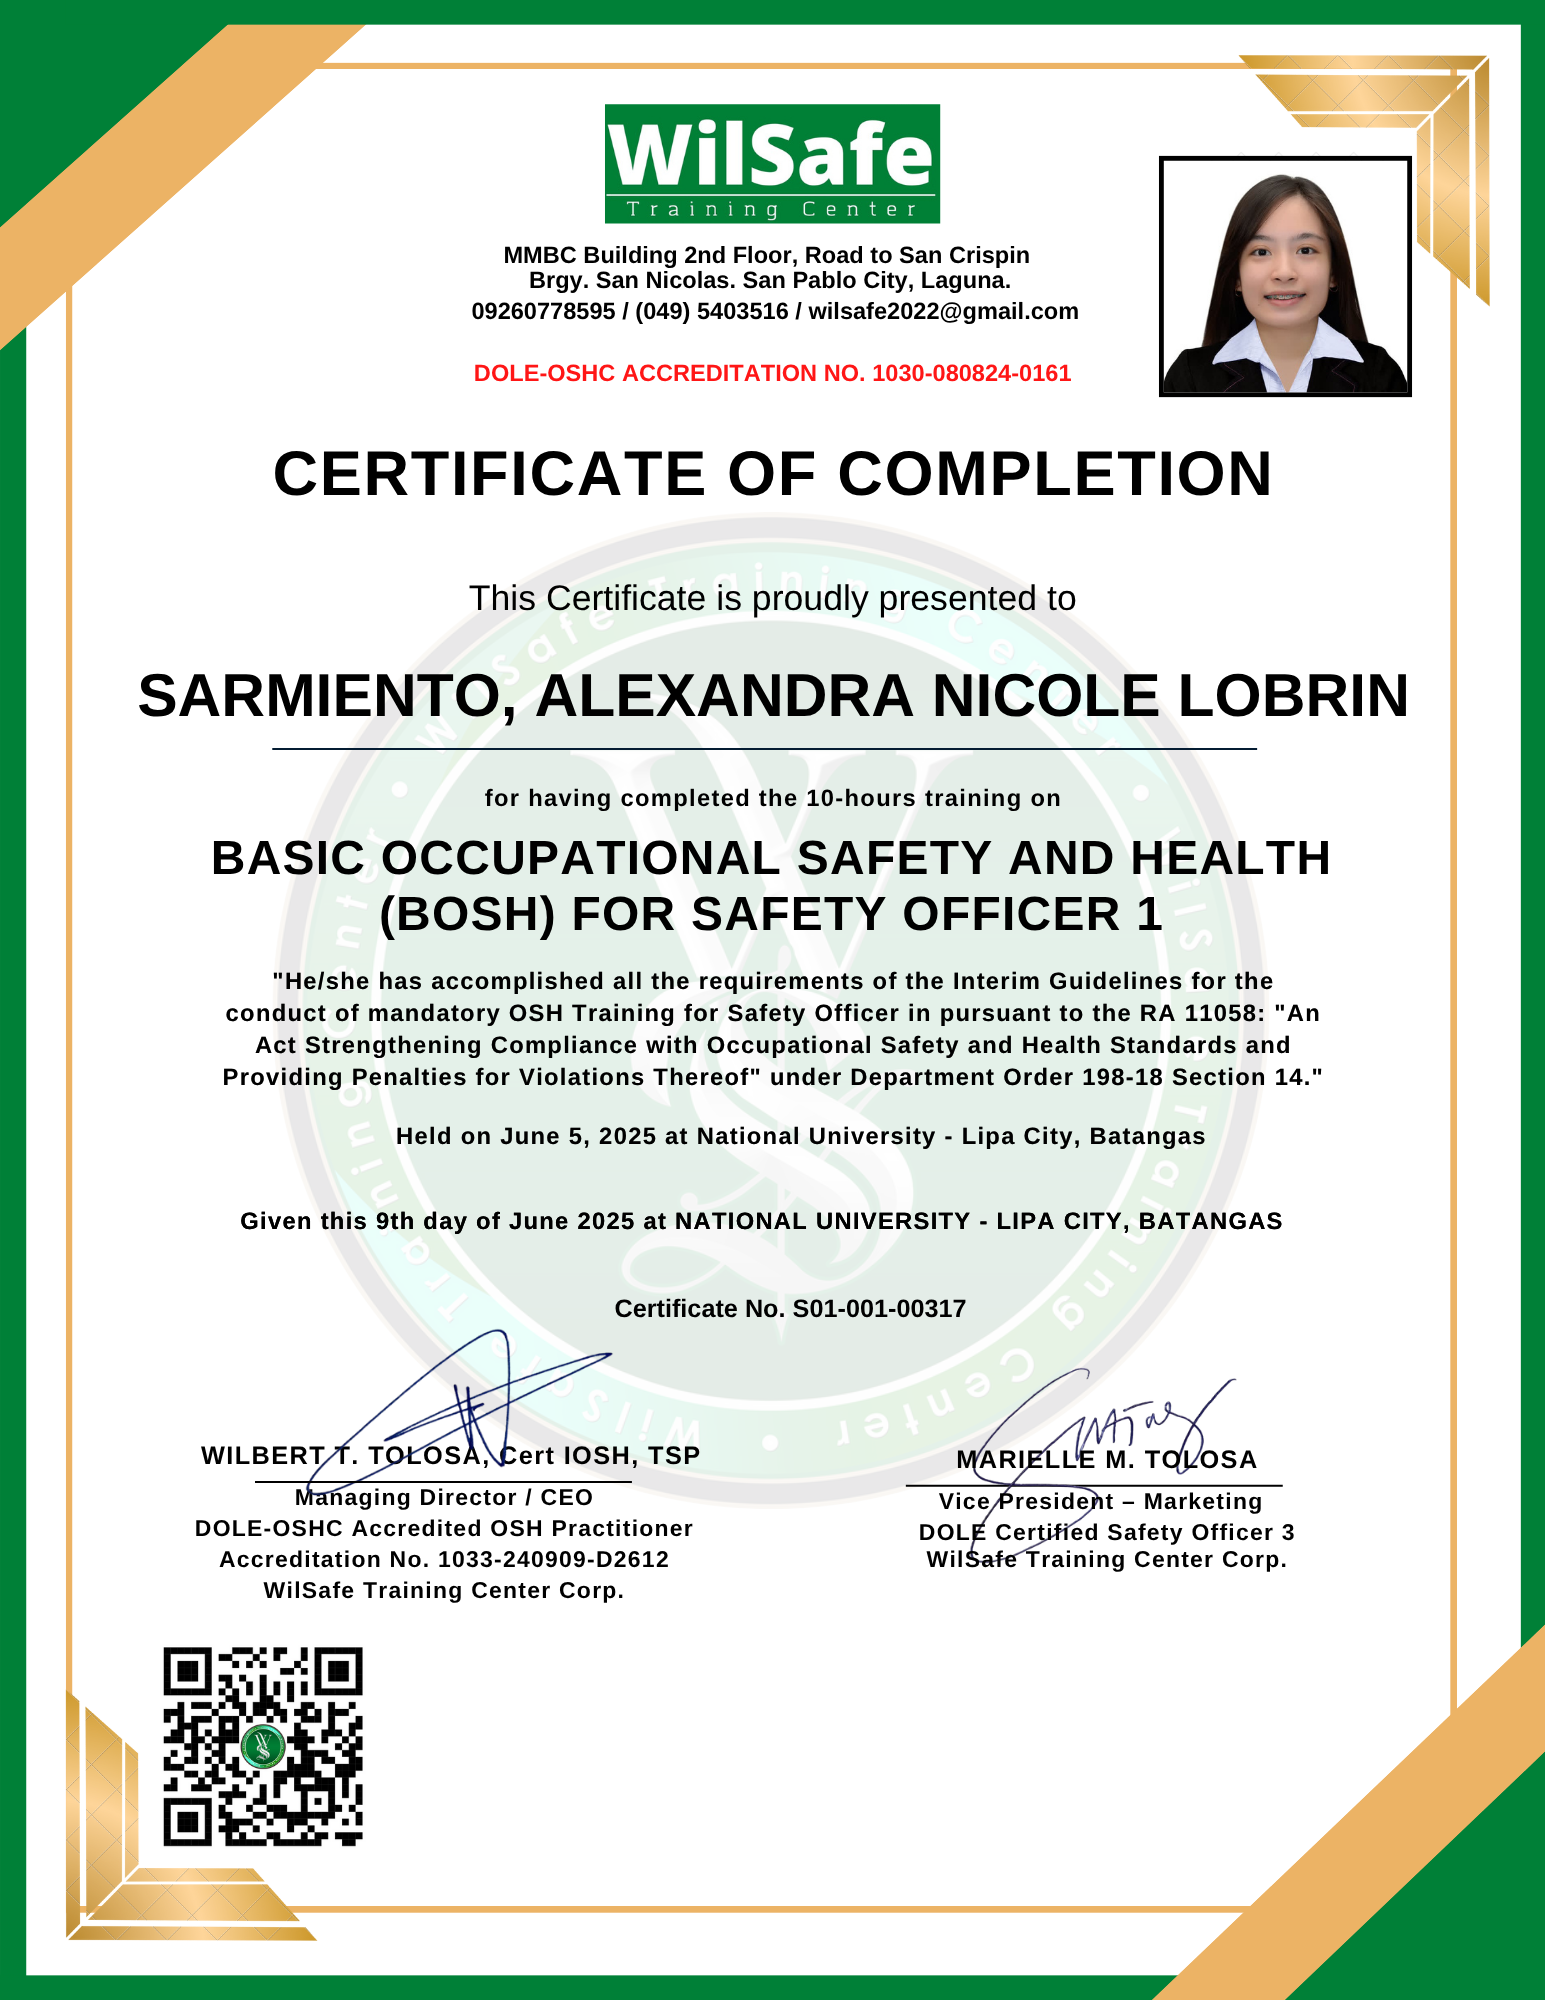 WilSafe
Training Center
MMBC Building 2nd Floor, Road to San Crispin
Brgy. San Nicolas. San Pablo City, Laguna.
09260778595 / (049) 5403516 / wilsafe2022@gmail.com
DOLE-OSHC ACCREDITATION NO. 1030-080824-0161
CERTIFICATE OF COMPLETION
This Certificate is proudly presented to
SARMIENTO, ALEXANDRA NICOLE LOBRIN
for having completed the 10-hours training on
BASIC OCCUPATIONAL SAFETY AND HEALTH
(BOSH) FOR SAFETY OFFICER 1
"He/she has accomplished all the requirements of the Interim Guidelines for the
conduct of mandatory OSH Training for Safety Officer in pursuant to the RA 11058: "An
Act Strengthening Compliance with Occupational Safety and Health Standards and
Providing Penalties for Violations Thereof" under Department Order 198-18 Section 14."
Held on June 5, 2025 at National University - Lipa City, Batangas
Given this 9th day of June 2025 at NATIONAL UNIVERSITY - LIPA CITY, BATANGAS
Certificate No. S01-001-00317
WILBERT T. TOLOSA, Cert IOSH, TSP
Managing Director / CEO
DOLE-OSHC Accredited OSH Practitioner
Accreditation No. 1033-240909-D2612
WilSafe Training Center Corp.
MARIELLE M. TOLOSA
Vice President – Marketing
DOLE Certified Safety Officer 3
WilSafe Training Center Corp.
WilSafe Training Center • WilSafe Training Center • WilSafe Training Center •